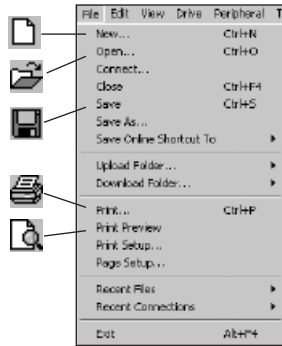 File Edit View Drive Peripheral T
New... Ctrl+N
Open... Ctrl+O
Connect...
Close Ctrl+F4
Save Ctrl+S
Save As...
Save Online Shortcut To
Upload Folder...
Download Folder...
Print... Ctrl+P
Print Preview
Print Setup...
Page Setup...
Recent Files
Recent Connections
Exit Alt+F4